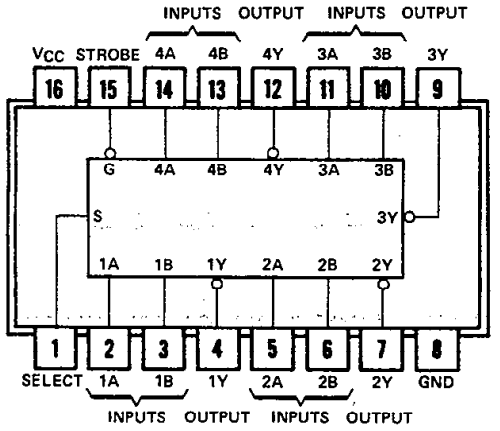 INPUTS OUTPUT INPUTS OUTPUT
VCC STROBE 4A 4B 4Y 3A 3B 3Y
16 15 14 13 12 11 10 9
G 4A 4B 4Y 3A 3B
S 3Y
1A 1B 1Y 2A 2B 2Y
1 2 3 4 5 6 7 8
SELECT 1A 1B 1Y 2A 2B 2Y GND
INPUTS OUTPUT INPUTS OUTPUT